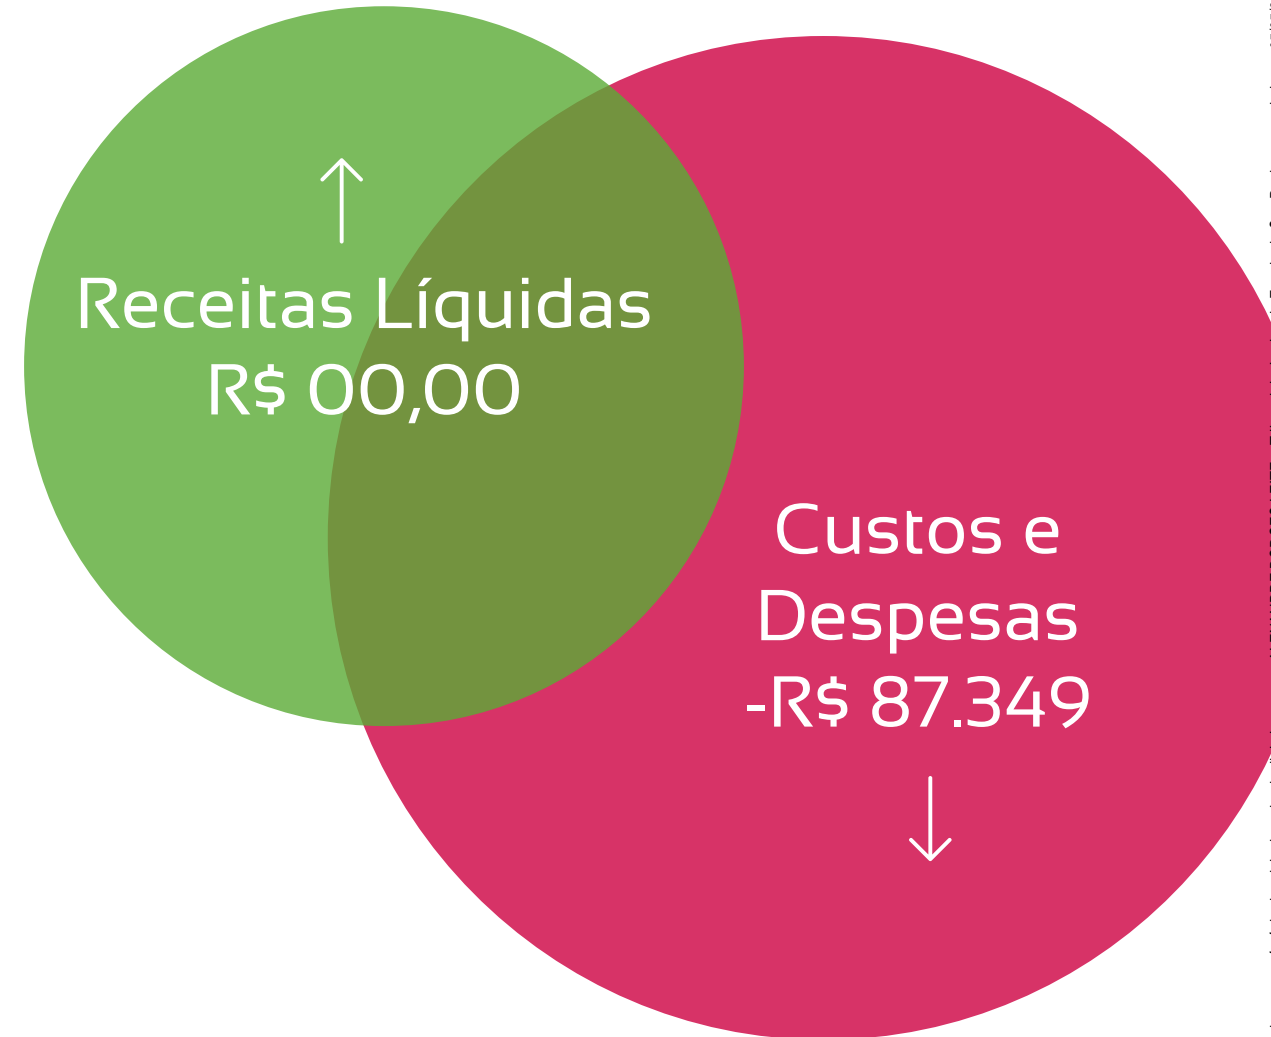 Receitas Líquidas
R$ 00,00
Custos e
Despesas
-R$ 87.349